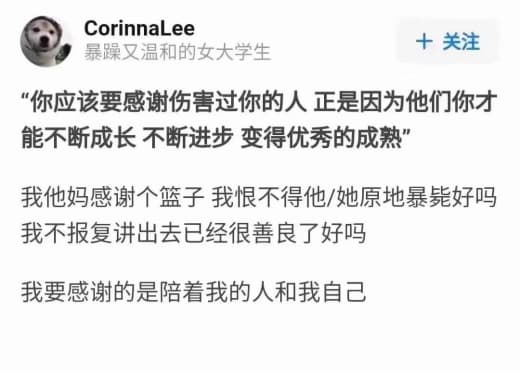 CorinnaLee
暴躁又温和的女大学生
+ 关注
“你应该要感谢伤害过你的人 正是因为他们你才
能不断成长 不断进步 变得优秀的成熟”
我他妈感谢个篮子 我恨不得他/她原地暴毙好吗
我不报复讲出去已经很善良了好吗
我要感谢的是陪着我的人和我自己